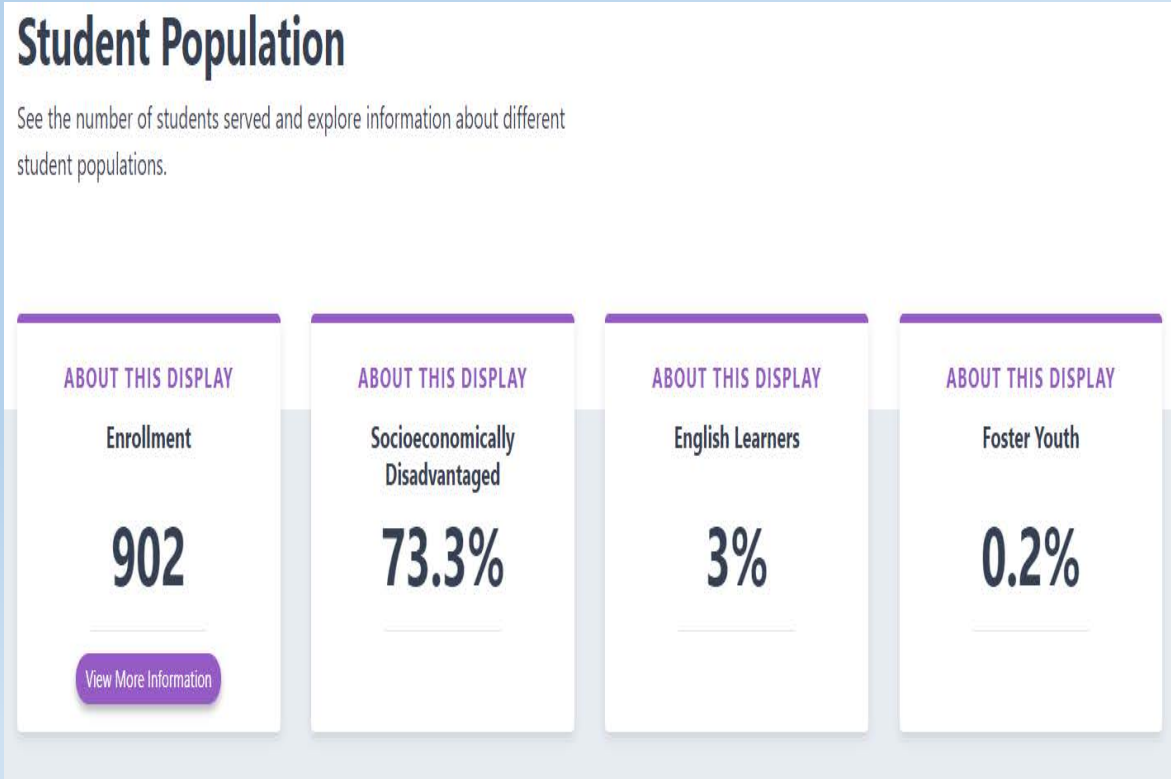 Student Population
See the number of students served and explore information about different
student populations.
ABOUT THIS DISPLAY
Enrollment
902
View More Information
ABOUT THIS DISPLAY
Socioeconomically
Disadvantaged
73.3%
ABOUT THIS DISPLAY
English Learners
3%
ABOUT THIS DISPLAY
Foster Youth
0.2%